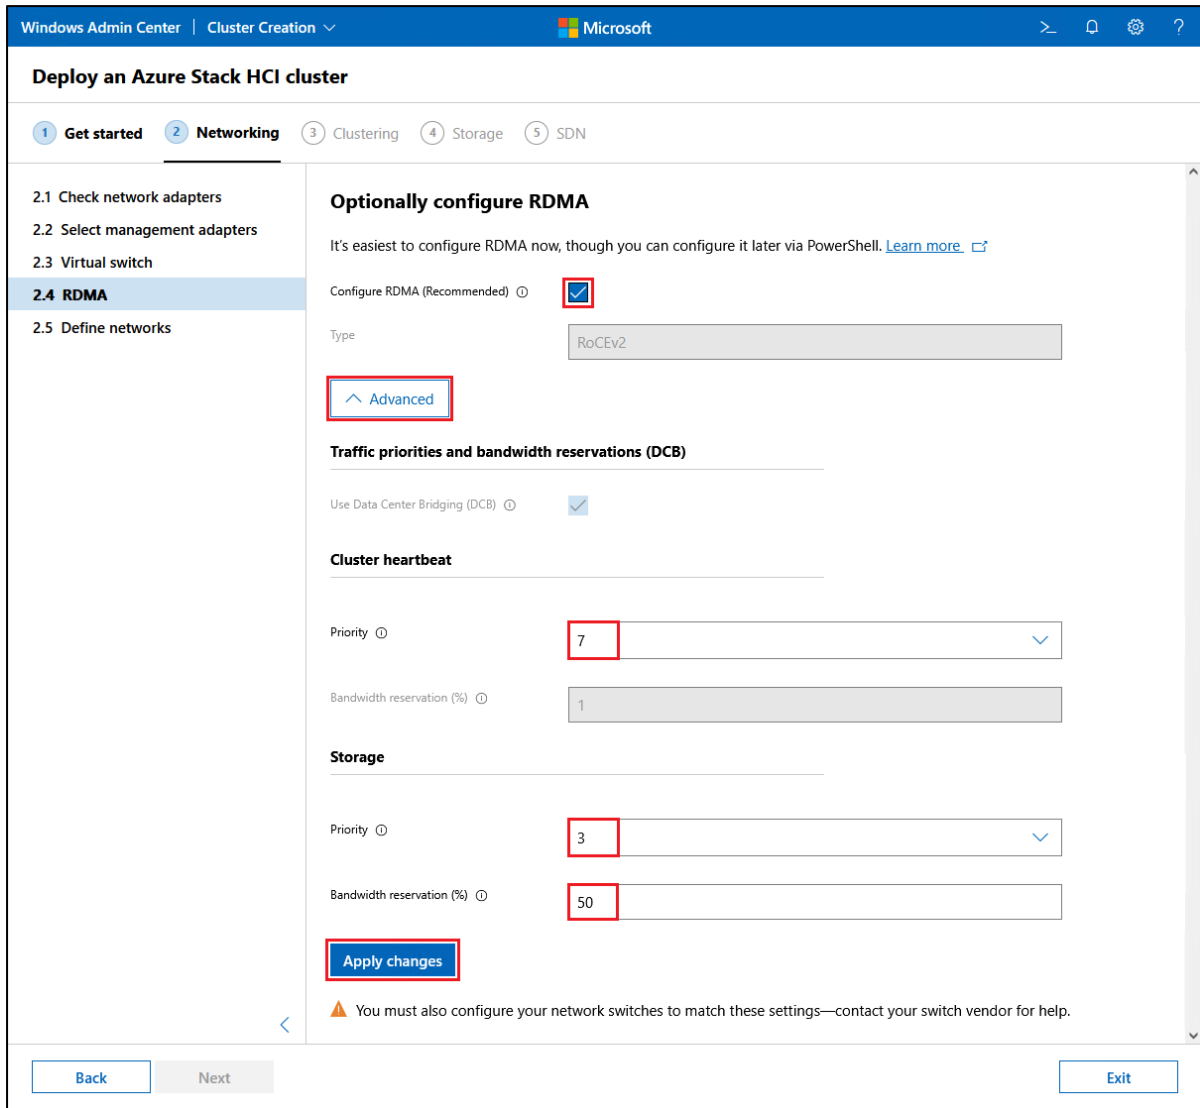 Windows Admin Center | Cluster Creation
Microsoft
Deploy an Azure Stack HCI cluster
1 Get started 2 Networking 3 Clustering 4 Storage 5 SDN
2.1 Check network adapters
2.2 Select management adapters
2.3 Virtual switch
2.4 RDMA
2.5 Define networks
Optionally configure RDMA
It's easiest to configure RDMA now, though you can configure it later via PowerShell. Learn more
Configure RDMA (Recommended)
Type RoCEv2
Advanced
Traffic priorities and bandwidth reservations (DCB)
Use Data Center Bridging (DCB)
Cluster heartbeat
Priority 7
Bandwidth reservation (%) 1
Storage
Priority 3
Bandwidth reservation (%) 50
Apply changes
You must also configure your network switches to match these settings—contact your switch vendor for help.
Back Next Exit